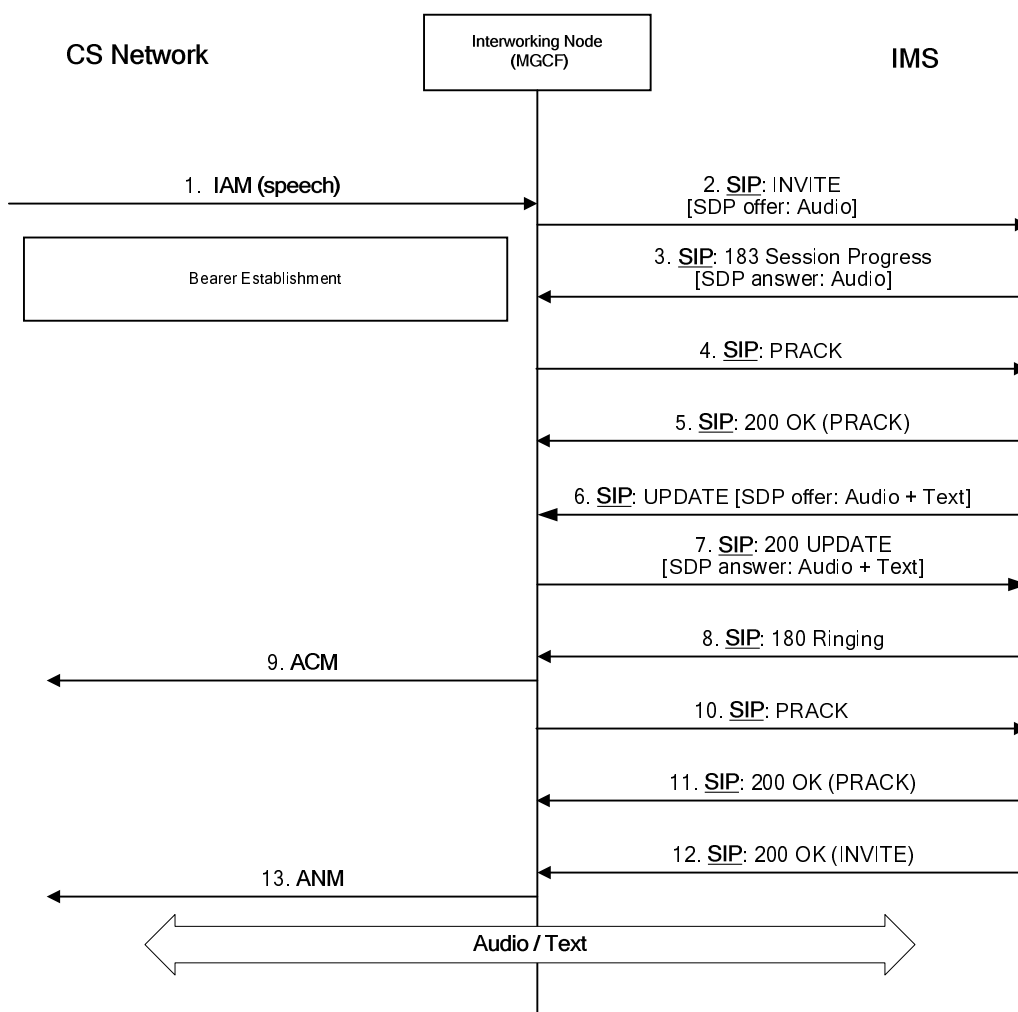 Interworking Node
(MGCF)
CS Network
IMS
1. IAM (speech)
2. SIP: INVITE
[SDP offer: Audio]
Bearer Establishment
3. SIP: 183 Session Progress
[SDP answer: Audio]
4. SIP: PRACK
5. SIP: 200 OK (PRACK)
6. SIP: UPDATE [SDP offer: Audio + Text]
7. SIP: 200 UPDATE
[SDP answer: Audio + Text]
8. SIP: 180 Ringing
9. ACM
10. SIP: PRACK
11. SIP: 200 OK (PRACK)
12. SIP: 200 OK (INVITE)
13. ANM
Audio / Text